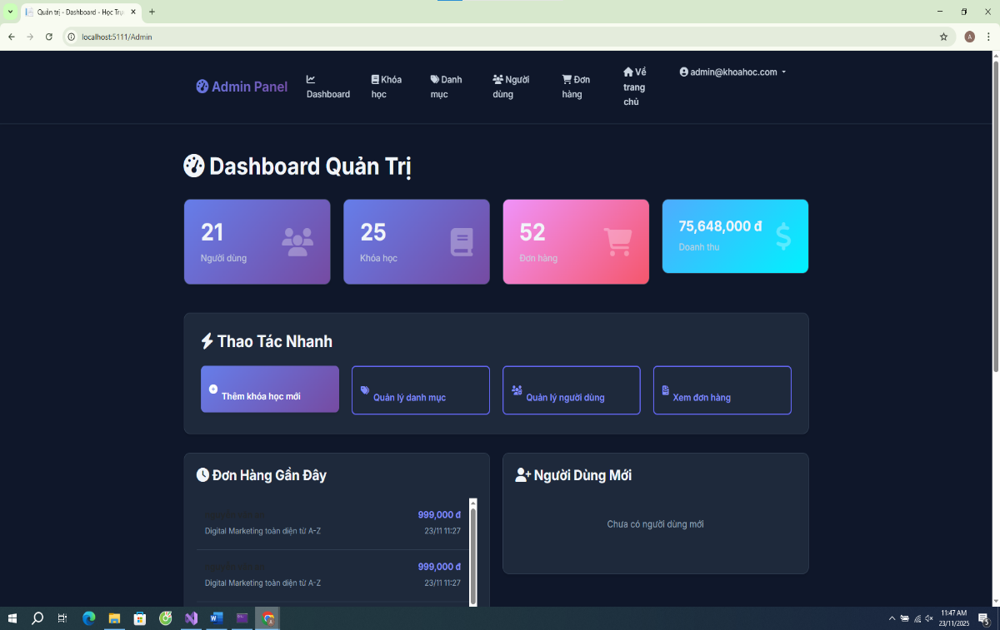 Quản trị - Dashboard - Học Trự
localhost:5111/Admin
A
Admin Panel
Dashboard
Khóa
học
Danh
mục
Người
dùng
Đơn
hàng
Về
trang
chủ
admin@khoahoc.com
Dashboard Quản Trị
21
Người dùng
25
Khóa học
52
Đơn hàng
75,648,000 đ
Doanh thu
Thao Tác Nhanh
Thêm khóa học mới
Quản lý danh mục
Quản lý người dùng
Xem đơn hàng
Đơn Hàng Gần Đây
999,000 đ
Digital Marketing toàn diện từ A-Z
23/11 11:27
999,000 đ
Digital Marketing toàn diện từ A-Z
23/11 11:27
Người Dùng Mới
Chưa có người dùng mới
11:47 AM
23/11/2025